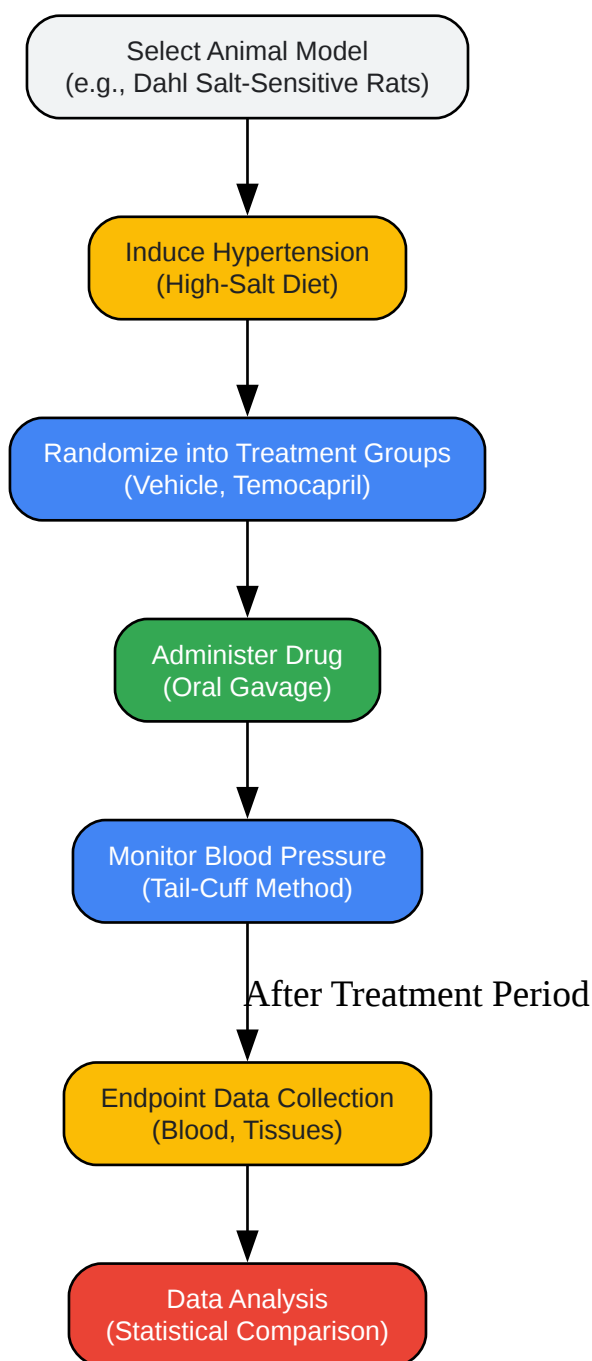 Select Animal Model
(e.g., Dahl Salt-Sensitive Rats)
Induce Hypertension
(High-Salt Diet)
Randomize into Treatment Groups
(Vehicle, Temocapril)
Administer Drug
(Oral Gavage)
Monitor Blood Pressure
(Tail-Cuff Method)
After Treatment Period
Endpoint Data Collection
(Blood, Tissues)
Data Analysis
(Statistical Comparison)